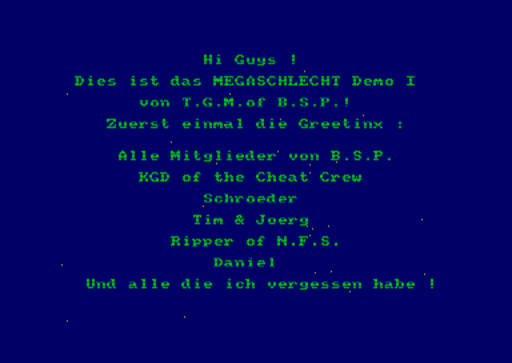 Hi Guys !
Dies ist das MEGASCHLECHT Demo I
von T.G.M.of B.S.P.!
Zuerst einmal die Greetinx :
Alle Mitglieder von B.S.P.
KGD of the Cheat Crew
Schroeder
Tim & Joerg
Ripper of N.F.S.
Daniel
Und alle die ich vergessen habe !